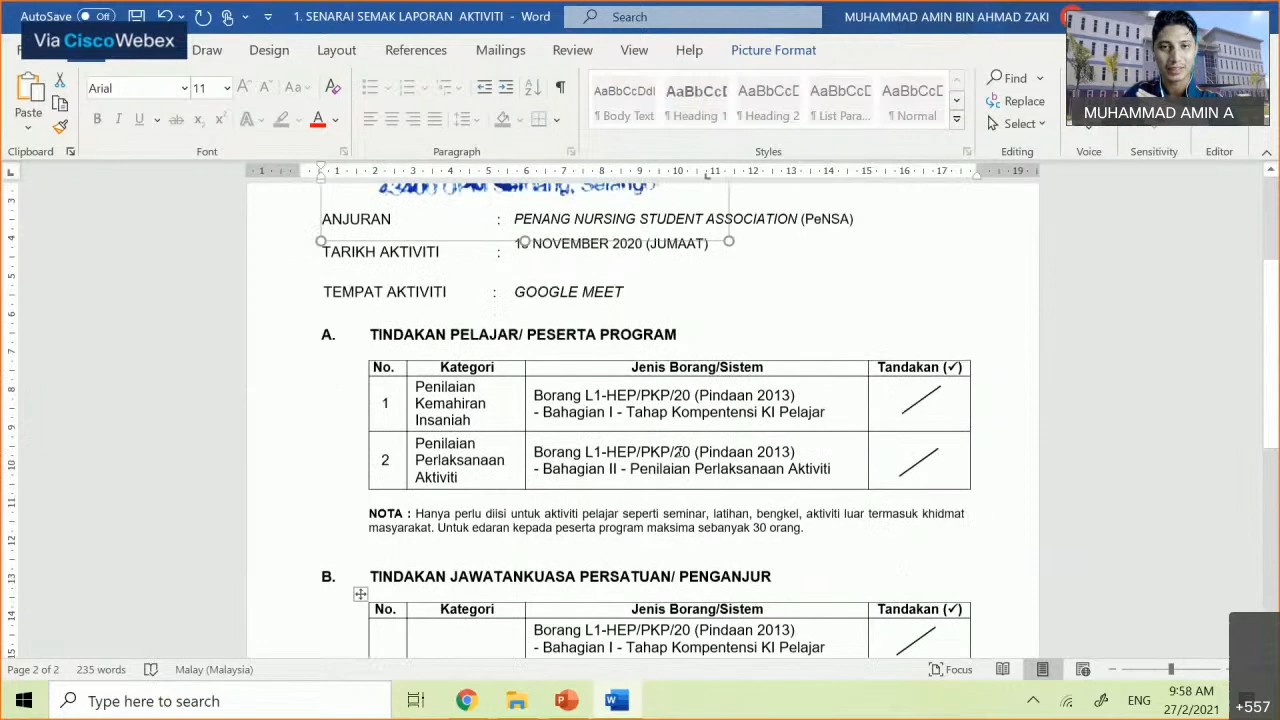 AutoSave Off
1. SENARAI SEMAK LAPORAN AKTIVITI - Word
Search
MUHAMMAD AMIN BIN AHMAD ZAKI
Via CiscoWebex
Draw Design Layout References Mailings Review View Help Picture Format
Paste
Arial 11
Aa
AaBbCcDdI AaBbCcI AaBbCcD AaBbCcD AaBbCcD
¶ Body Text ¶ Heading 1 ¶ Heading 2 ¶ List Para... ¶ Normal
Find
Replace
Select
MUHAMMAD AMIN A
Clipboard Font Paragraph Styles Editing Voice Sensitivity Editor
ANJURAN : PENANG NURSING STUDENT ASSOCIATION (PeNSA)
TARIKH AKTIVITI : NOVEMBER 2020 (JUMAAT)
TEMPAT AKTIVITI : GOOGLE MEET
A. TINDAKAN PELAJAR/ PESERTA PROGRAM
No. Kategori Jenis Borang/Sistem Tandakan (✓)
1 Penilaian Kemahiran Insaniah Borang L1-HEP/PKP/20 (Pindaan 2013)
- Bahagian I - Tahap Kompentensi KI Pelajar
2 Penilaian Perlaksanaan Aktiviti Borang L1-HEP/PKP/20 (Pindaan 2013)
- Bahagian II - Penilaian Perlaksanaan Aktiviti
NOTA : Hanya perlu diisi untuk aktiviti pelajar seperti seminar, latihan, bengkel, aktiviti luar termasuk khidmat
masyarakat. Untuk edaran kepada peserta program maksima sebanyak 30 orang.
B. TINDAKAN JAWATANKUASA PERSATUAN/ PENGANJUR
No. Kategori Jenis Borang/Sistem Tandakan (✓)
Borang L1-HEP/PKP/20 (Pindaan 2013)
- Bahagian I - Tahap Kompentensi KI Pelajar
Page 2 of 2 235 words Malay (Malaysia) Focus
Type here to search
ENG
9:58 AM
27/2/2021
+557